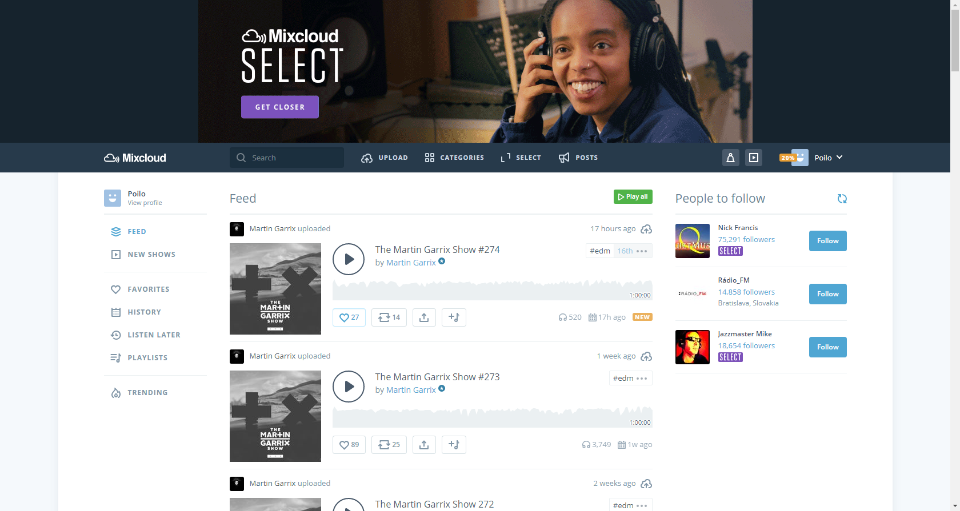 Mixcloud
SELECT
GET CLOSER
Mixcloud
Search
UPLOAD
CATEGORIES
SELECT
POSTS
28%
Poilo
Poilo
View profile
FEED
NEW SHOWS
FAVORITES
HISTORY
LISTEN LATER
PLAYLISTS
TRENDING
Feed
Play all
Martin Garrix uploaded
17 hours ago
The Martin Garrix Show #274
#edm 16th •••
by Martin Garrix
1:00:00
THE
MARTIN
GARRIX
SHOW
27
14
520
17h ago
NEW
Martin Garrix uploaded
1 week ago
The Martin Garrix Show #273
#edm •••
by Martin Garrix
1:00:00
THE
MARTIN
GARRIX
SHOW
89
25
3,749
1w ago
Martin Garrix uploaded
2 weeks ago
The Martin Garrix Show 272
#edm •••
People to follow
Nick Francis
75,291 followers
SELECT
Follow
Rádio_FM
14,858 followers
Bratislava, Slovakia
Follow
RÁDIO_FM
Jazzmaster Mike
18,654 followers
SELECT
Follow